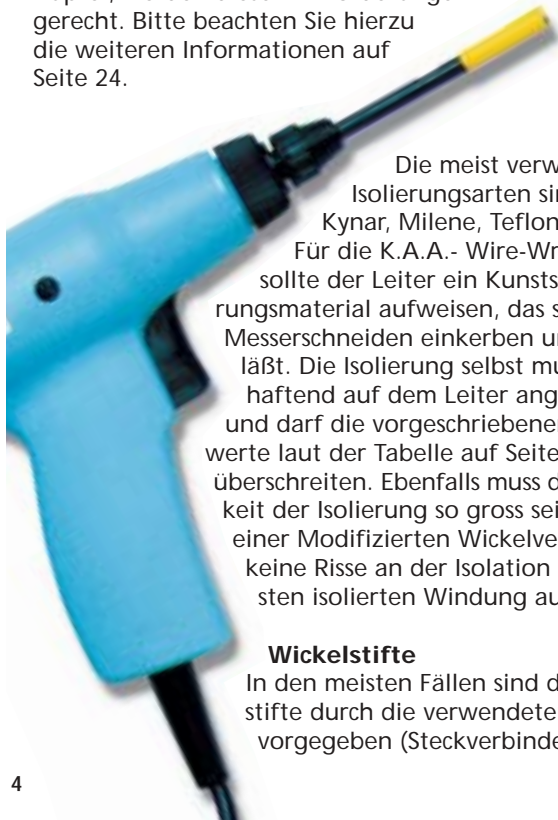 gerecht. Bitte beachten Sie hierzu
die weiteren Informationen auf
Seite 24.
Die meist verw
Isolierungsarten sin
Kynar, Milene, Teflon
Für die K.A.A.- Wire-Wr
sollte der Leiter ein Kunsts
rungsmaterial aufweisen, das s
Messerschneiden einkerben un
läßt. Die Isolierung selbst mu
haftend auf dem Leiter ang
und darf die vorgeschriebene
werte laut der Tabelle auf Seite
überschreiten. Ebenfalls muss d
keit der Isolierung so gross sei
einer Modifizierten Wickelve
keine Risse an der Isolation
sten isolierten Windung au
Wickelstifte
In den meisten Fällen sind d
stifte durch die verwendete
vorgegeben (Steckverbinde
4